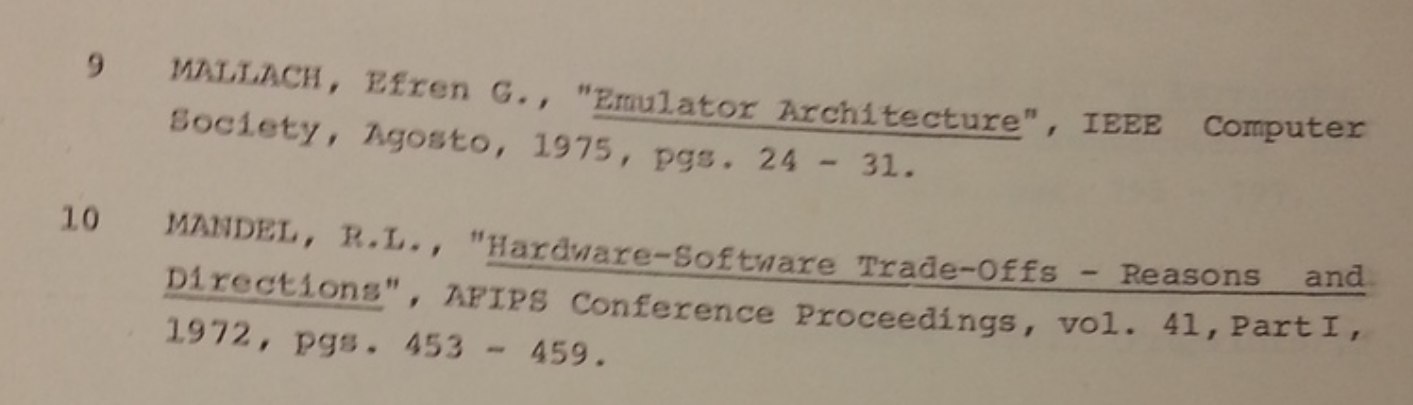 9 MALLACH, Efren G., "Emulator Architecture", IEEE Computer
Society, Agosto, 1975, pgs. 24 - 31.
10 MANDEL, R.L., "Hardware-Software Trade-Offs - Reasons and
Directions", AFIPS Conference Proceedings, vol. 41, Part I,
1972, pgs. 453 - 459.